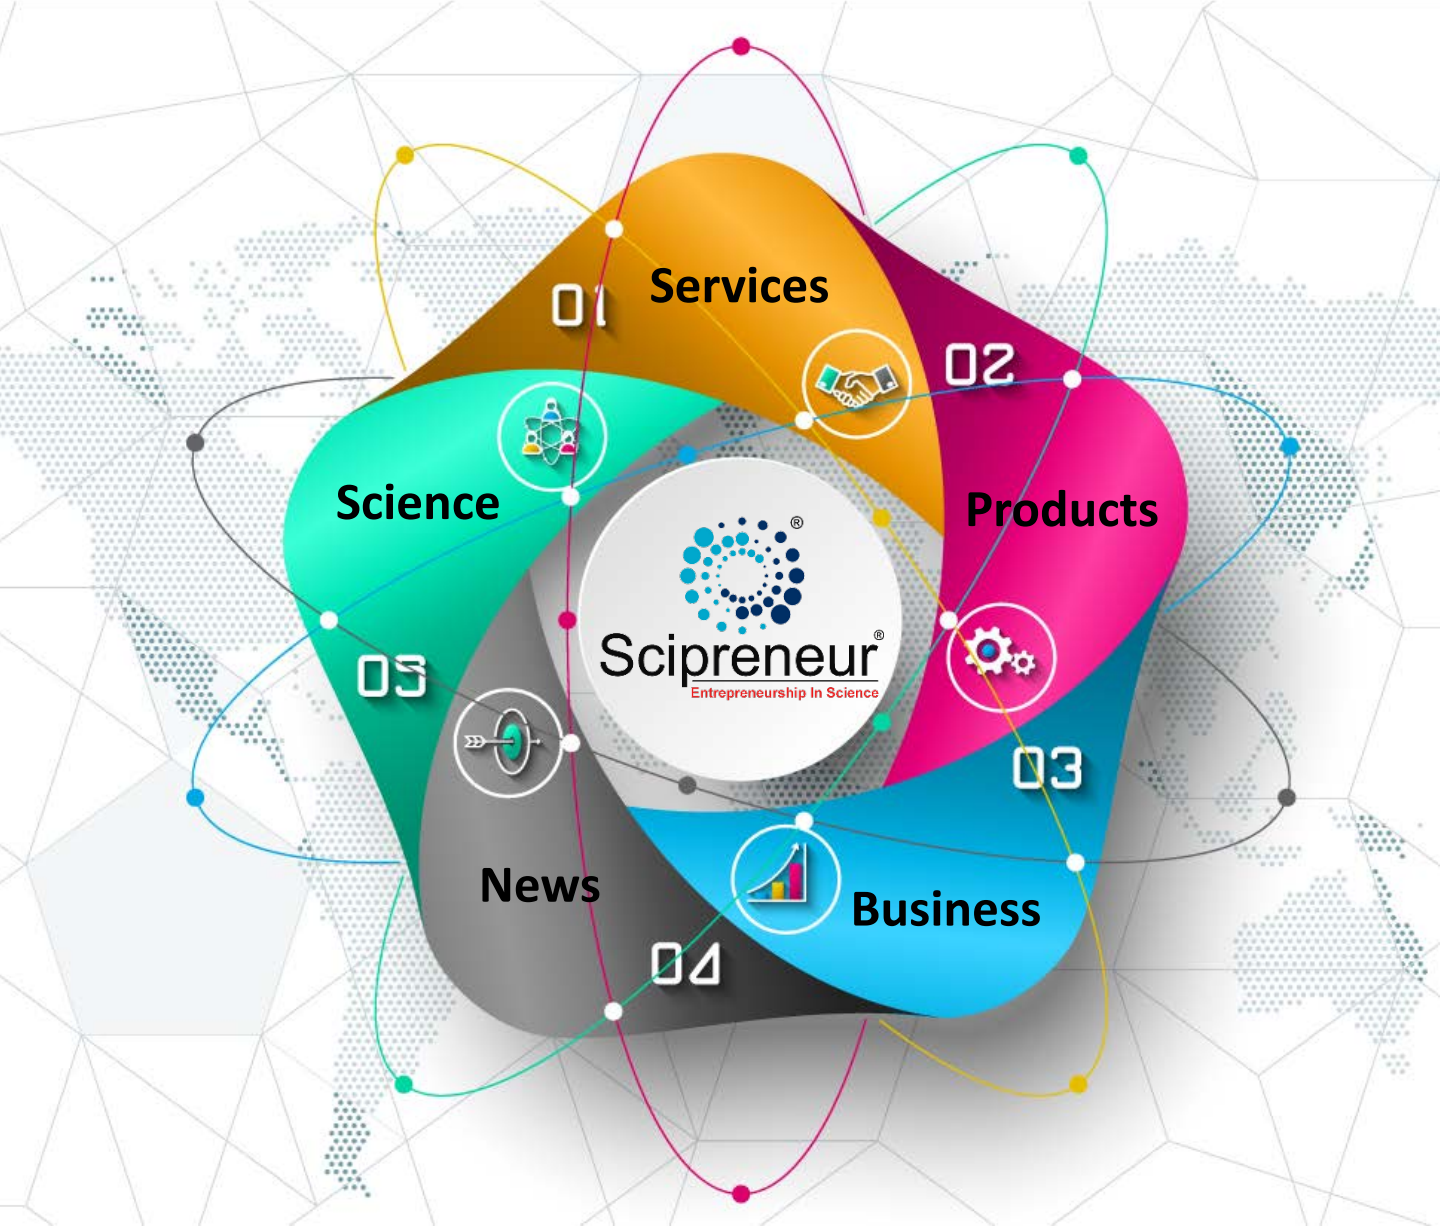 01
Services
02
Products
03
Business
04
News
05
Science
®
Scipreneur®
Entrepreneurship In Science